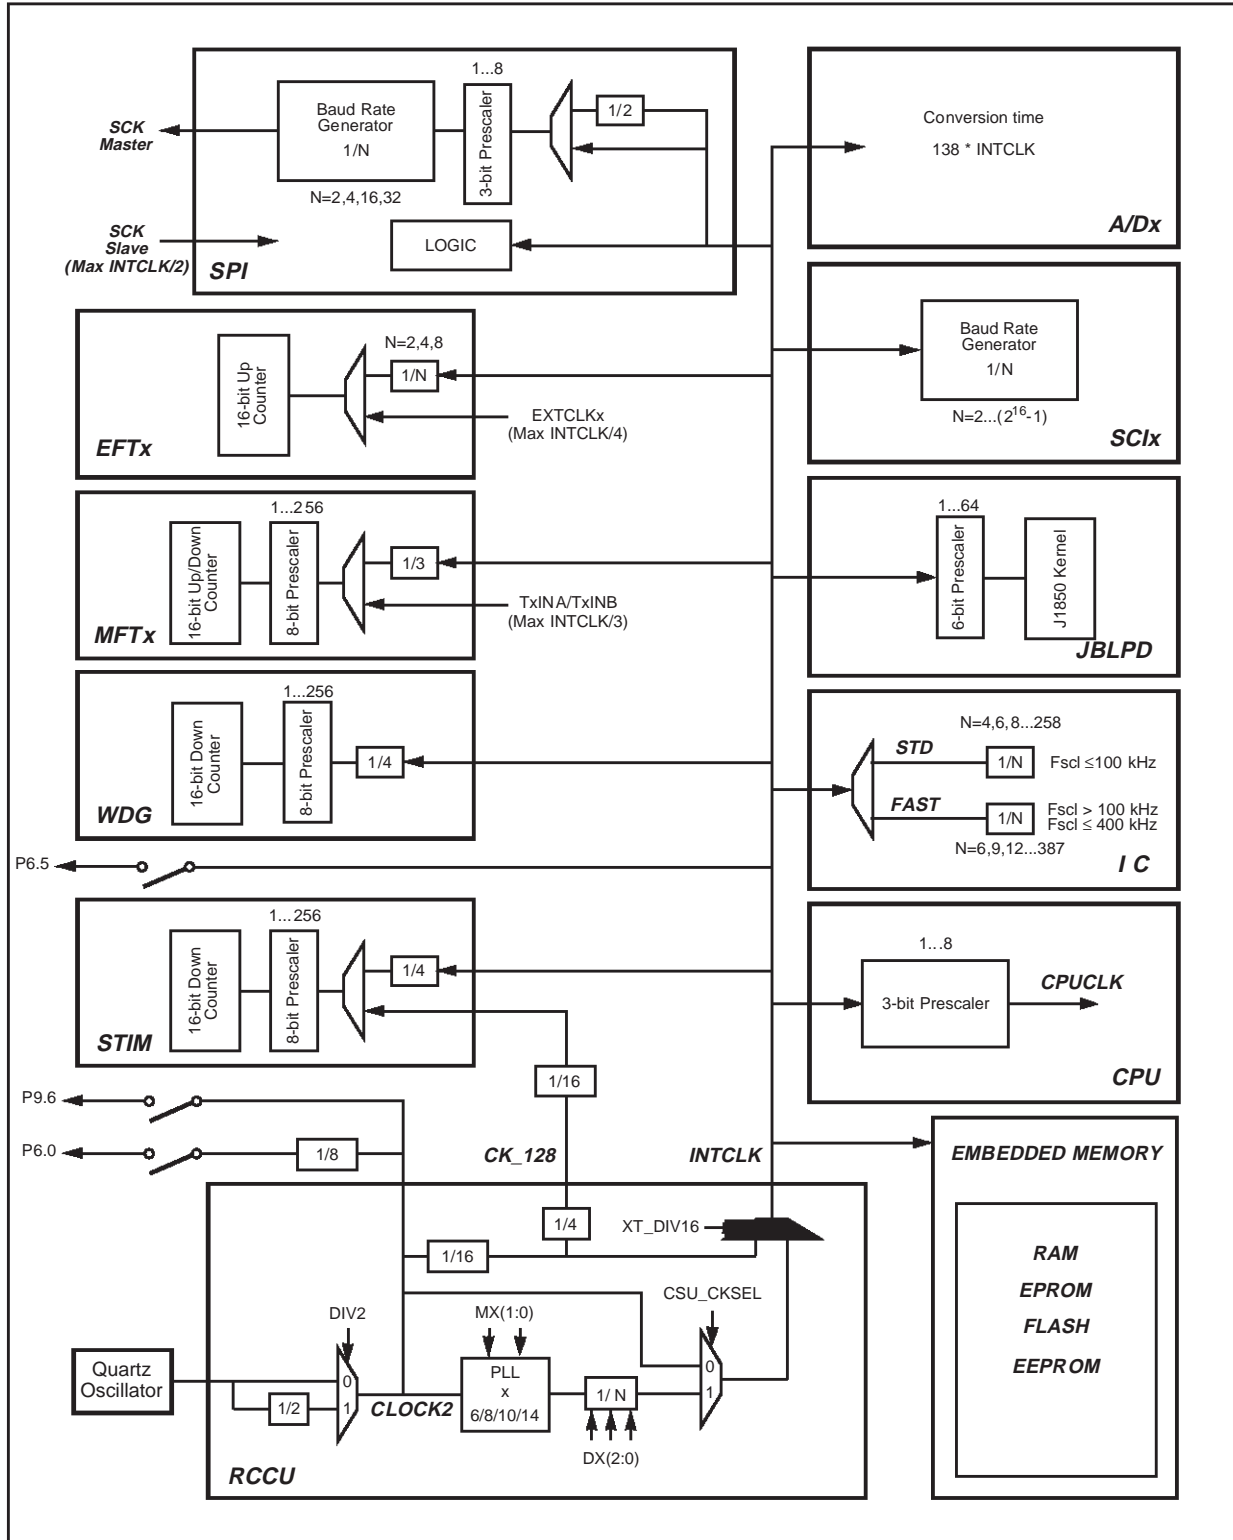 SCK
Master
Baud Rate
Generator
1/N
N=2,4,16,32
1...8
3-bit Prescaler
1/2
SCK
Slave
(Max INTCLK/2)
LOGIC
SPI
Conversion time
138 * INTCLK
A/Dx
16-bit Up
Counter
N=2,4,8
1/N
EXTCLKx
(Max INTCLK/4)
EFTx
Baud Rate
Generator
1/N
N=2...(2^16-1)
SCIx
1...256
16-bit Up/Down
Counter
8-bit Prescaler
1/3
TxINA/TxINB
(Max INTCLK/3)
MFTx
1...64
6-bit Prescaler
J1850 Kernel
JBLPD
1...256
16-bit Down
Counter
8-bit Prescaler
1/4
WDG
N=4,6,8...258
STD
1/N
Fscl ≤100 kHz
FAST
1/N
Fscl > 100 kHz
Fscl ≤ 400 kHz
N=6,9,12...387
I C
P6.5
1...256
16-bit Down
Counter
8-bit Prescaler
1/4
STIM
1...8
3-bit Prescaler
CPUCLK
CPU
1/16
P9.6
P6.0
1/8
CK_128
INTCLK
EMBEDDED MEMORY
RAM
EPROM
FLASH
EEPROM
1/4
XT_DIV16
1/16
CSU_CKSEL
DIV2
MX(1:0)
Quartz
Oscillator
1/2
0
1
CLOCK2
PLL
x
6/8/10/14
1/ N
DX(2:0)
0
1
RCCU